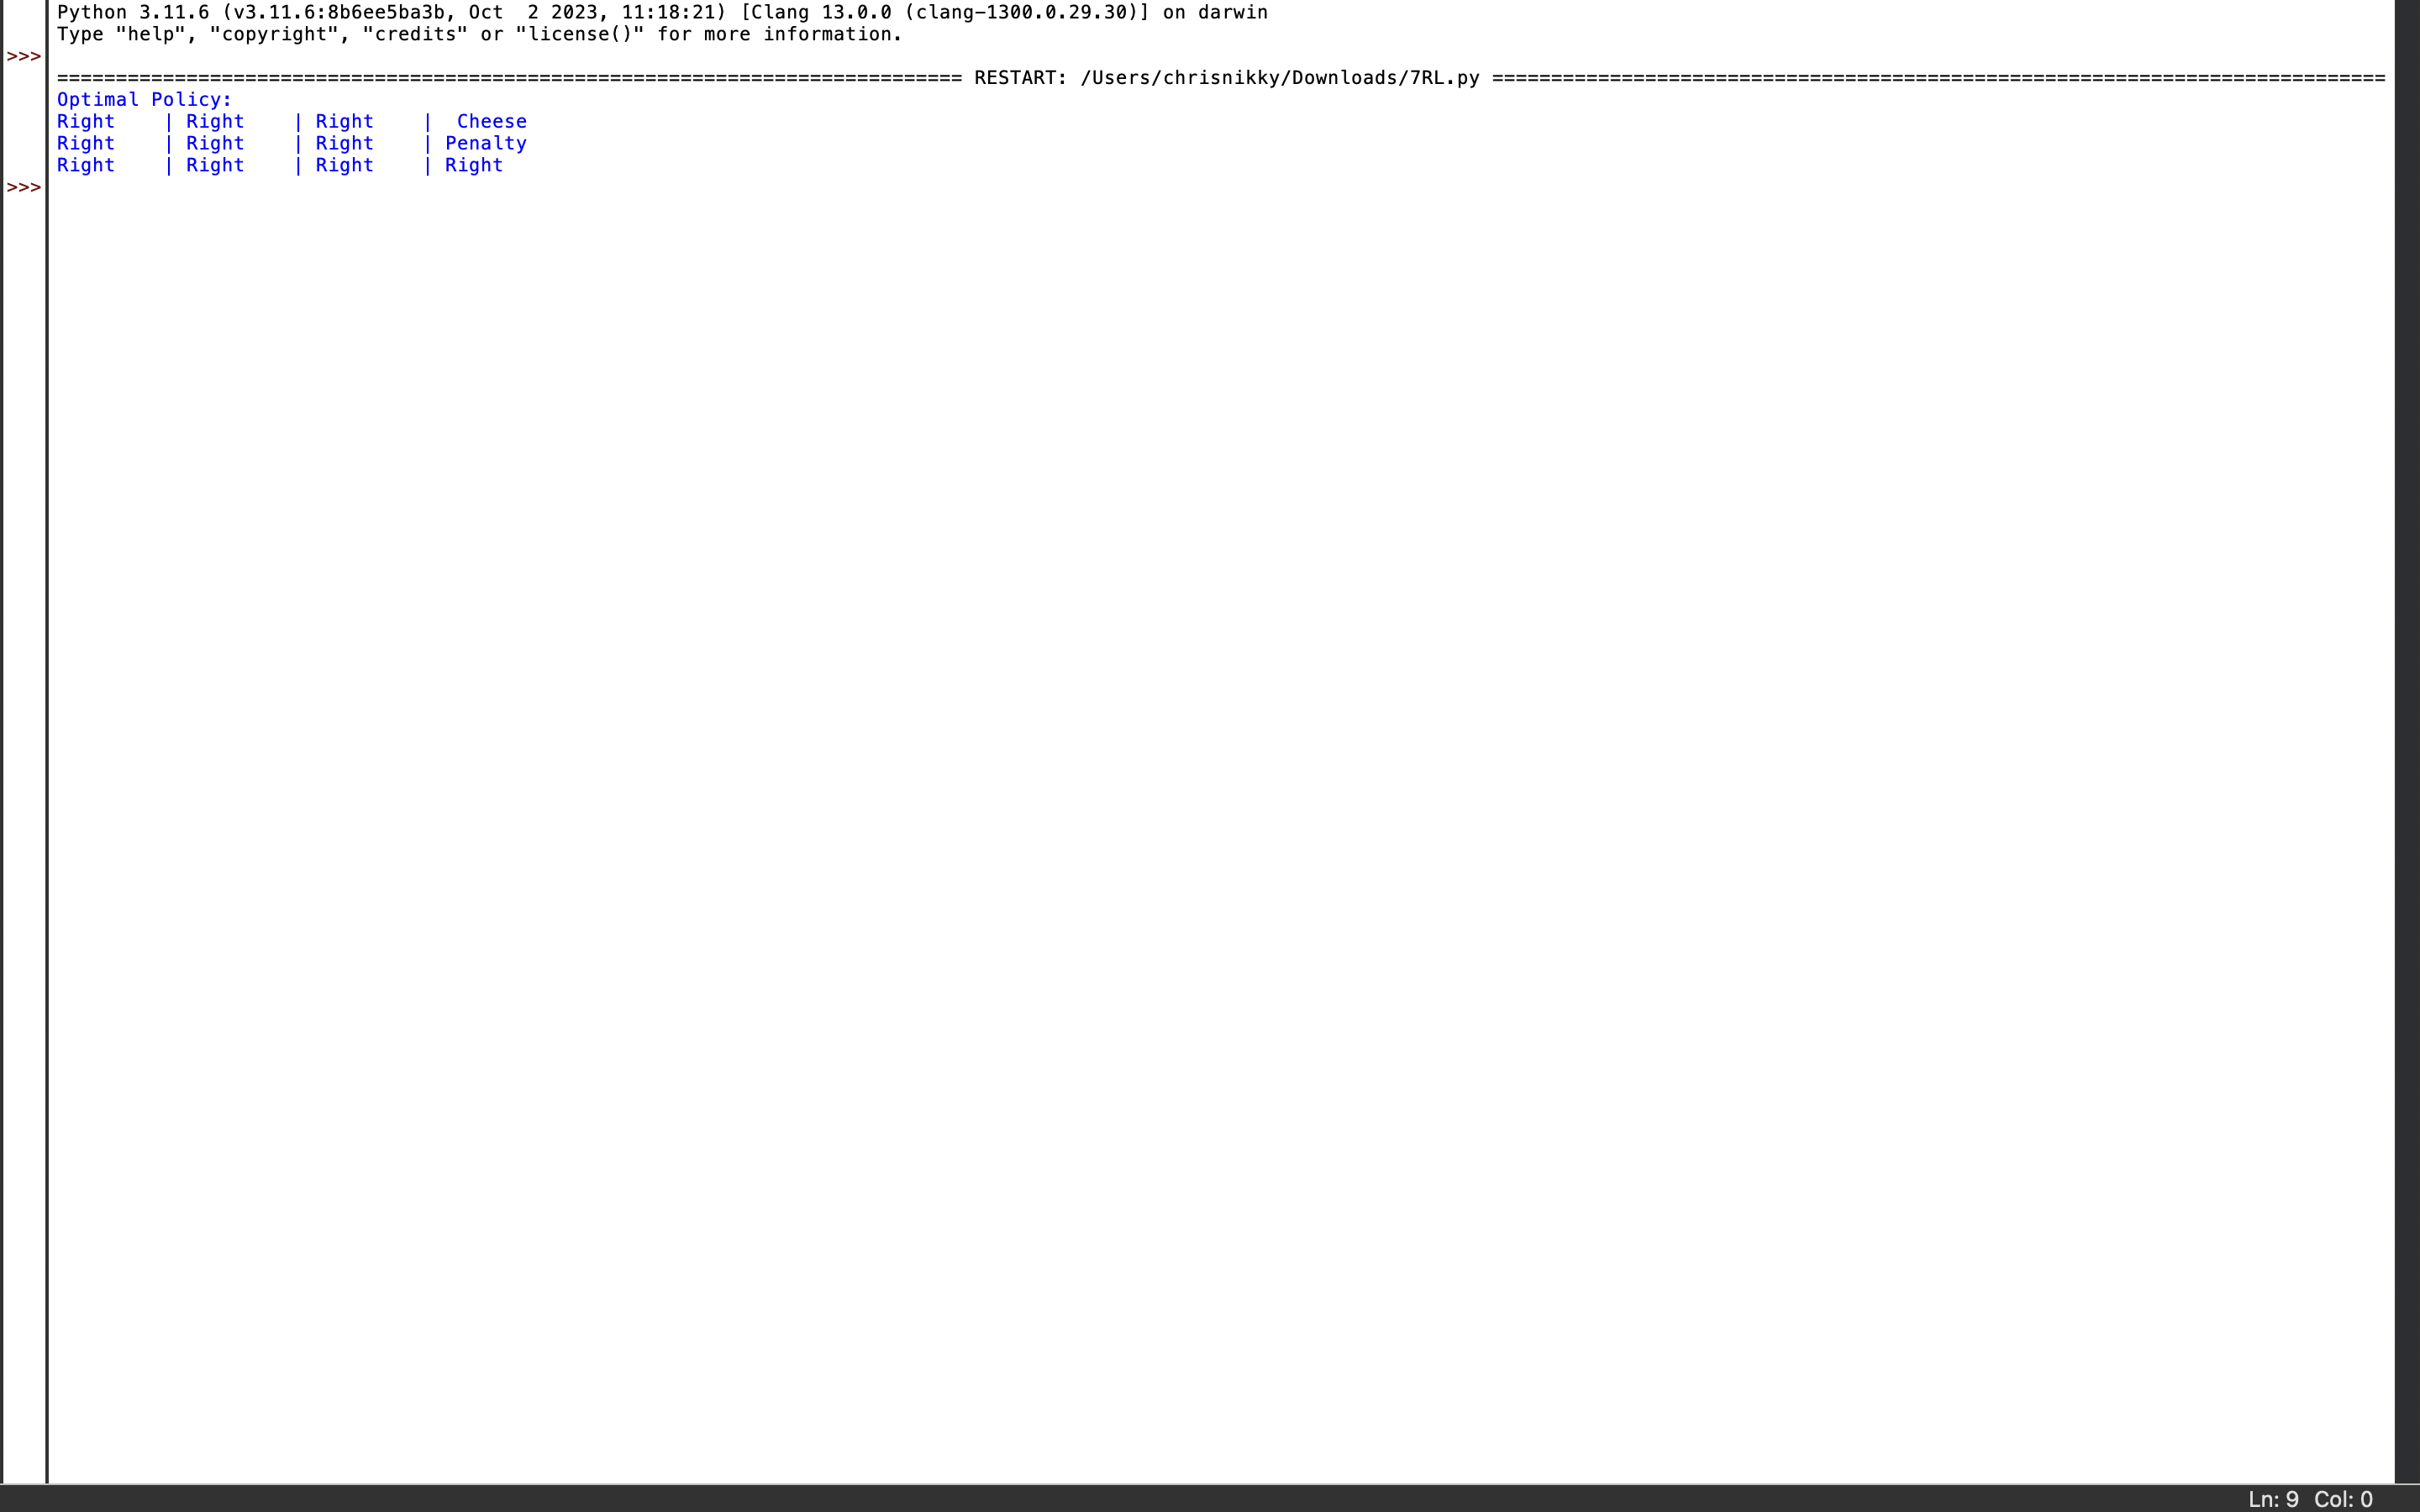 Python 3.11.6 (v3.11.6:8b6ee5ba3b, Oct  2 2023, 11:18:21) [Clang 13.0.0 (clang-1300.0.29.30)] on darwin
Type "help", "copyright", "credits" or "license()" for more information.
>>>
============================================================================= RESTART: /Users/chrisnikky/Downloads/7RL.py ============================================================================
Optimal Policy:
Right    | Right    | Right    |  Cheese
Right    | Right    | Right    | Penalty
Right    | Right    | Right    | Right
>>>
Ln: 9  Col: 0